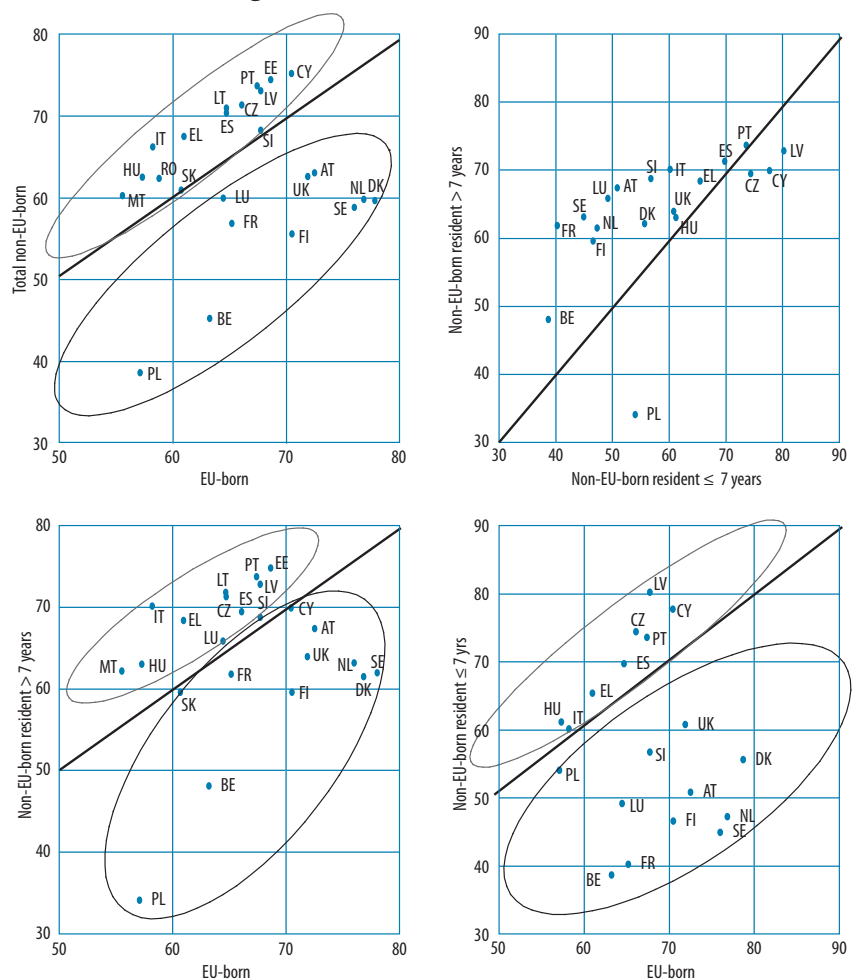 80
70
60
50
40
30
50
60
70
80
Total non-EU-born
EU-born
EE
CY
PT
LV
LT
CZ
ES
SI
IT
EL
HU
RO
SK
MT
LU
UK
AT
NL
DK
SE
FR
FI
BE
PL
90
80
70
60
50
40
30
30
40
50
60
70
80
90
Non-EU-born resident > 7 years
Non-EU-born resident ≤ 7 years
PT
ES
LV
CZ
CY
SI
IT
EL
LU
AT
SE
DK
UK
FR
NL
HU
FI
BE
PL
80
70
60
50
40
30
50
60
70
80
Non-EU-born resident > 7 years
EU-born
PT
EE
LT
LV
CZ
ES
SI
CY
IT
EL
LU
AT
MT
HU
UK
NL
SE
FR
SK
FI
DK
BE
PL
90
80
70
60
50
40
30
50
60
70
80
90
Non-EU-born resident ≤ 7 yrs
EU-born
LV
CY
CZ
PT
ES
EL
HU
IT
UK
SI
DK
PL
AT
LU
FI
NL
SE
FR
BE